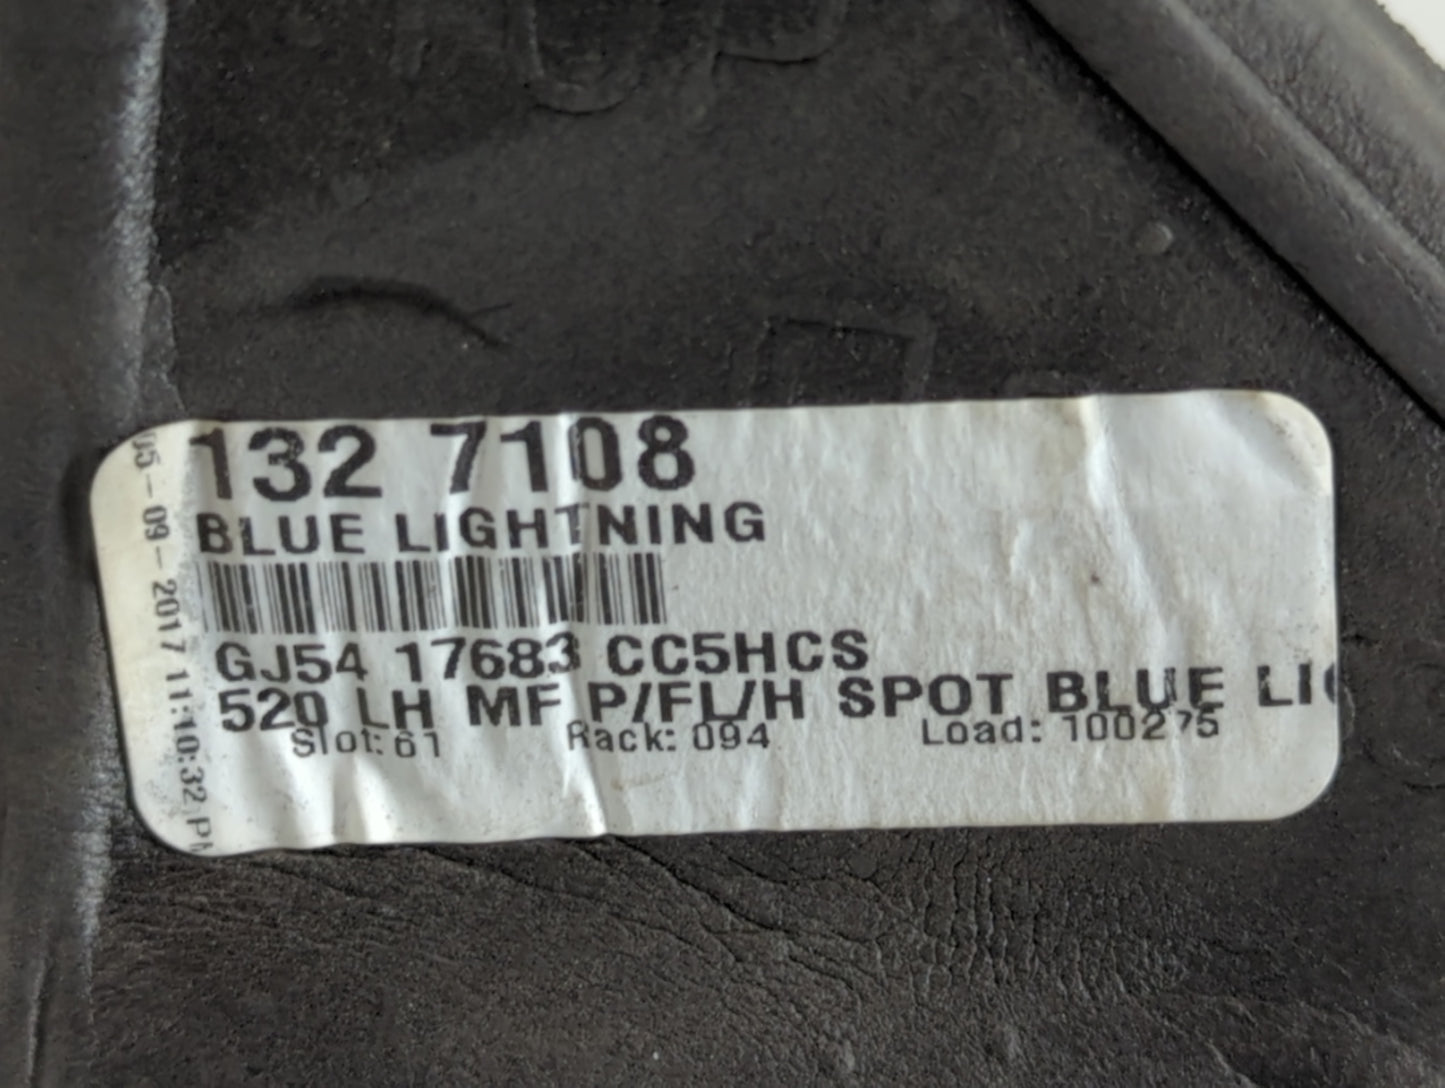 132 7108
BLUE LIGHTNING
GJ54 17683 CC5HCS
520 LH MF P/FL/H SPOT BLUE LI
Slot: 61 Rack: 094 Load: 100275
05-09-2017 11:10:32 PM